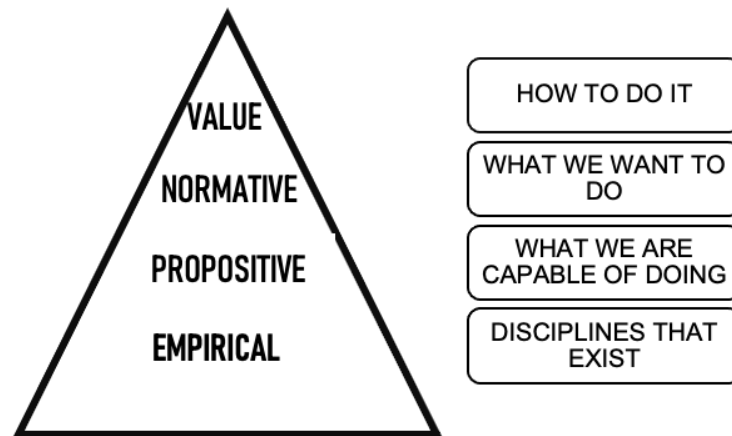 VALUE
NORMATIVE
PROPOSITIVE
EMPIRICAL
HOW TO DO IT
WHAT WE WANT TO
DO
WHAT WE ARE
CAPABLE OF DOING
DISCIPLINES THAT
EXIST